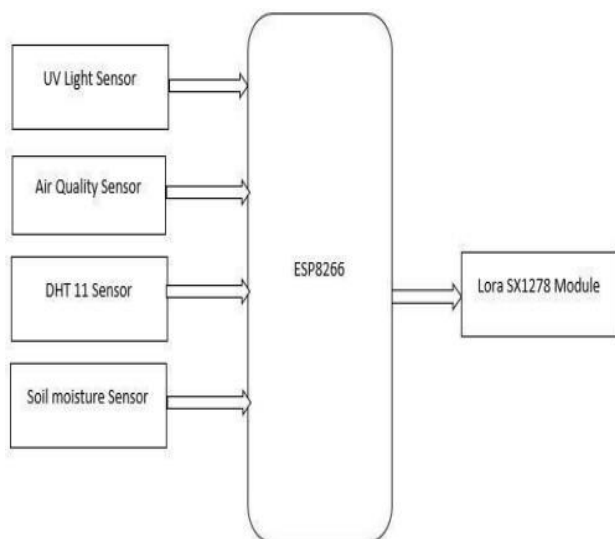 UV Light Sensor
Air Quality Sensor
DHT 11 Sensor
Soil moisture Sensor
ESP8266
Lora SX1278 Module